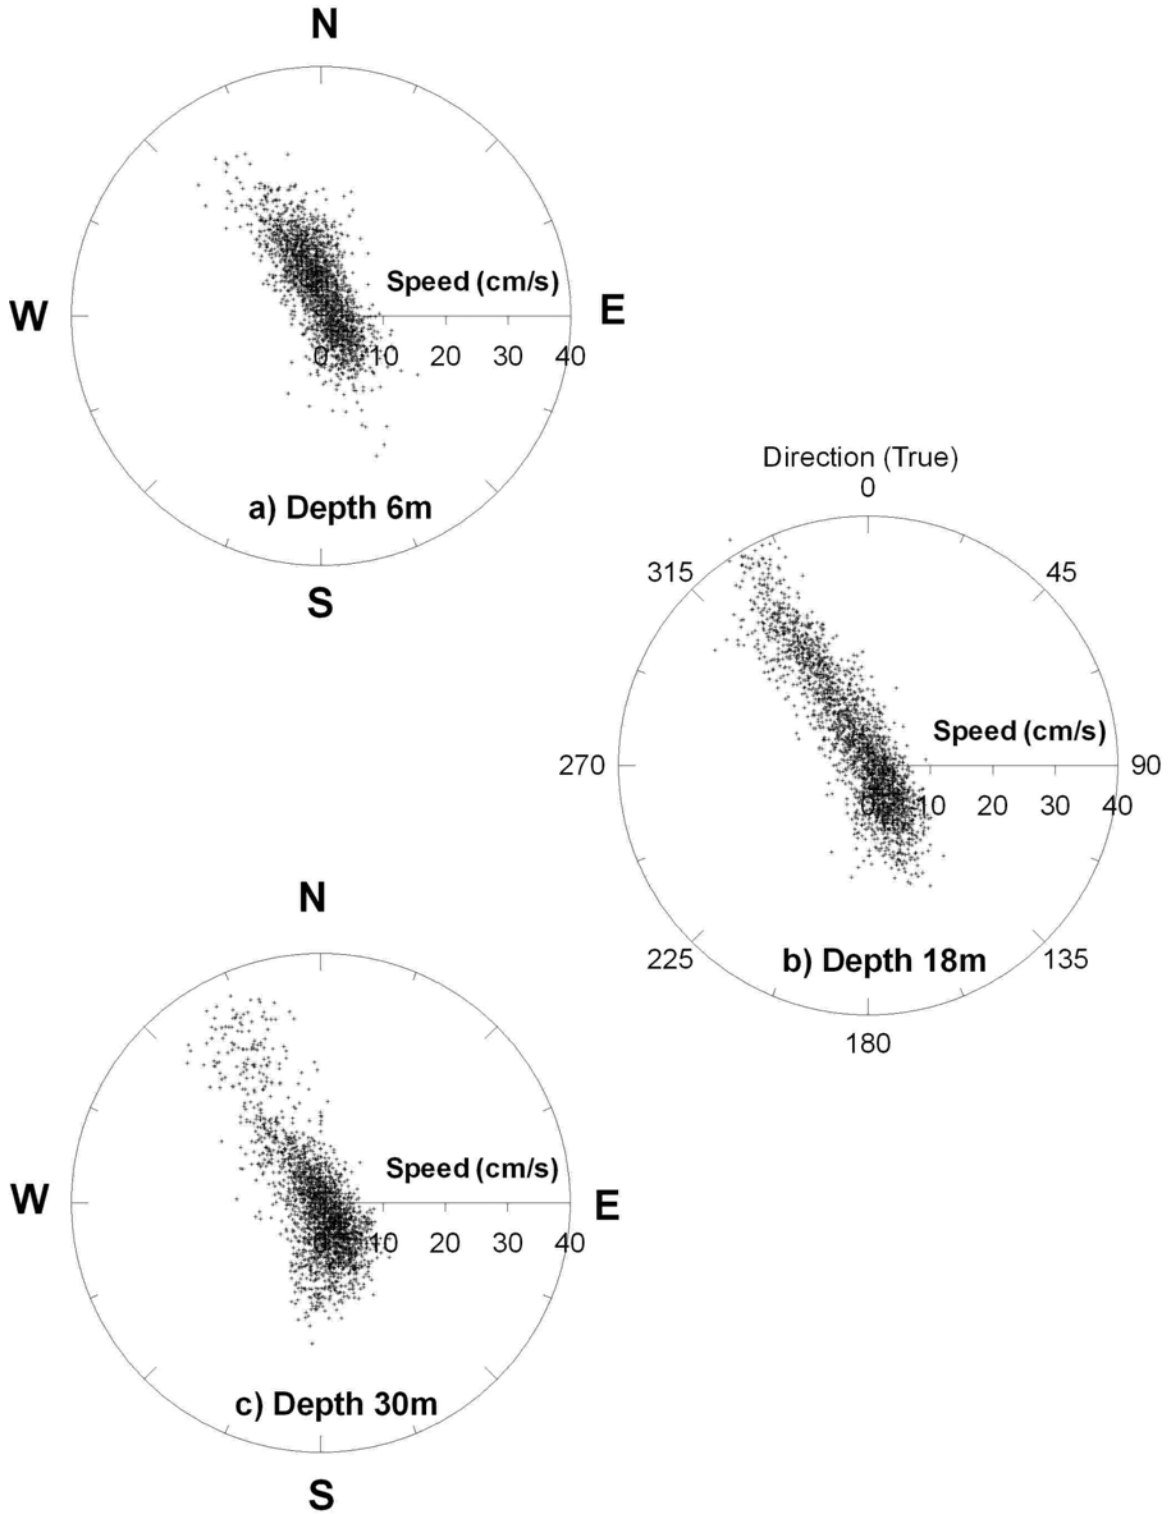 N
Speed (cm/s)
W
E
0 10 20 30 40
a) Depth 6m
S
Direction (True)
0
315
45
Speed (cm/s)
270
90
0 10 20 30 40
225
b) Depth 18m
135
180
N
Speed (cm/s)
W
E
0 10 20 30 40
c) Depth 30m
S